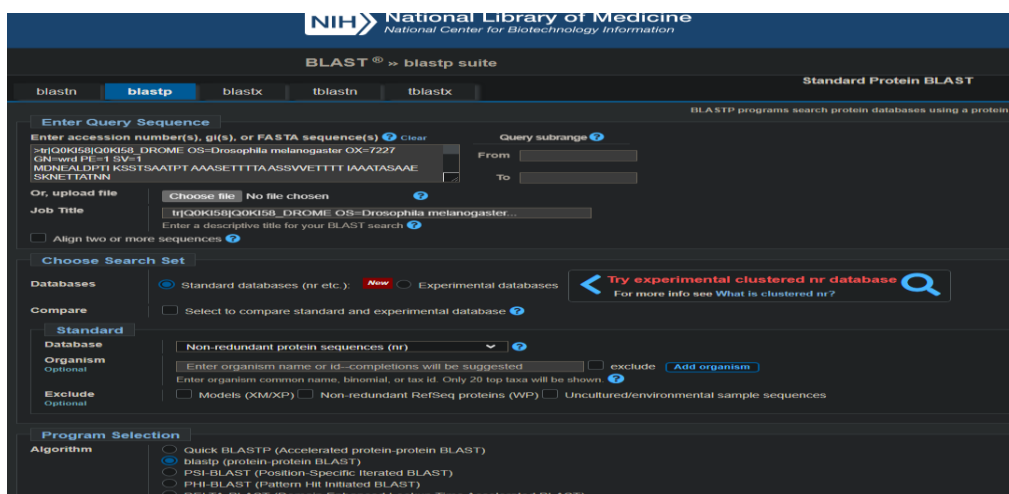 NIH National Library of Medicine
National Center for Biotechnology Information
BLAST ® » blastp suite
blastn blastp blastx tblastn tblastx
Standard Protein BLAST
BLASTP programs search protein databases using a protein
Enter Query Sequence
Enter accession number(s), gi(s), or FASTA sequence(s) Clear
Query subrange
>tr|Q0KI58|Q0KI58_DROME OS=Drosophila melanogaster OX=7227
GN=wrd PE=1 SV=1
MDNEALDPTI KSSTSAATPT AAASETTTTA ASSVVETTTT IAAATASAAE
SKNETTATNN
From
To
Or, upload file Choose file No file chosen
Job Title tr|Q0KI58|Q0KI58_DROME OS=Drosophila melanogaster...
Enter a descriptive title for your BLAST search
Align two or more sequences
Choose Search Set
Databases Standard databases (nr etc.): New Experimental databases
Try experimental clustered nr database
For more info see What is clustered nr?
Compare Select to compare standard and experimental database
Standard
Database Non-redundant protein sequences (nr)
Organism
Optional
Enter organism name or id--completions will be suggested exclude Add organism
Enter organism common name, binomial, or tax id. Only 20 top taxa will be shown.
Exclude Models (XM/XP) Non-redundant RefSeq proteins (WP) Uncultured/environmental sample sequences
Optional
Program Selection
Algorithm Quick BLASTP (Accelerated protein-protein BLAST)
blastp (protein-protein BLAST)
PSI-BLAST (Position-Specific Iterated BLAST)
PHI-BLAST (Pattern Hit Initiated BLAST)